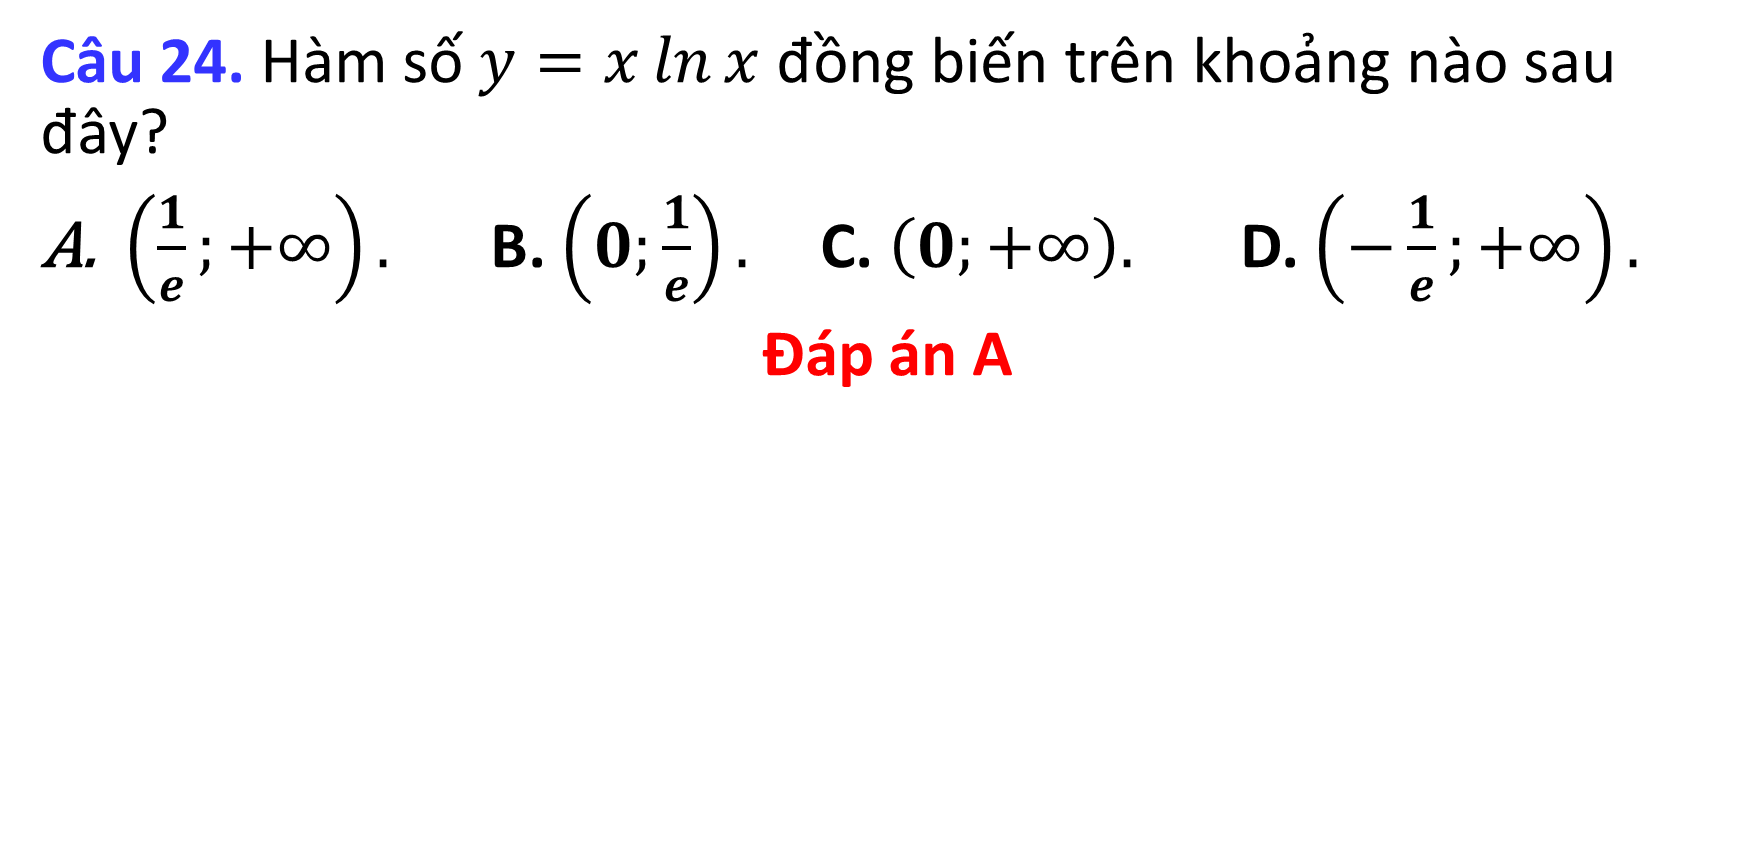 Câu 24. Hàm số y = x ln x đồng biến trên khoảng nào sau
đây?
A. (1/e; +∞). B. (0; 1/e). C. (0; +∞). D. (−1/e; +∞).
Đáp án A